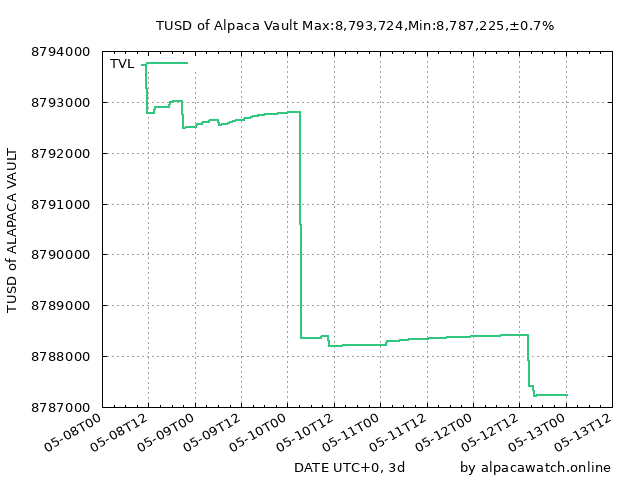 TUSD of Alpaca Vault Max:8,793,724,Min:8,787,225,±0.7%
8794000
TVL
8793000
8792000
8791000
8790000
8789000
8788000
8787000
TUSD of ALAPACA VAULT
05-08T00
05-08T12
05-09T00
05-09T12
05-10T00
05-10T12
05-11T00
05-11T12
05-12T00
05-12T12
05-13T00
05-13T12
DATE UTC+0, 3d
by alpacawatch.online